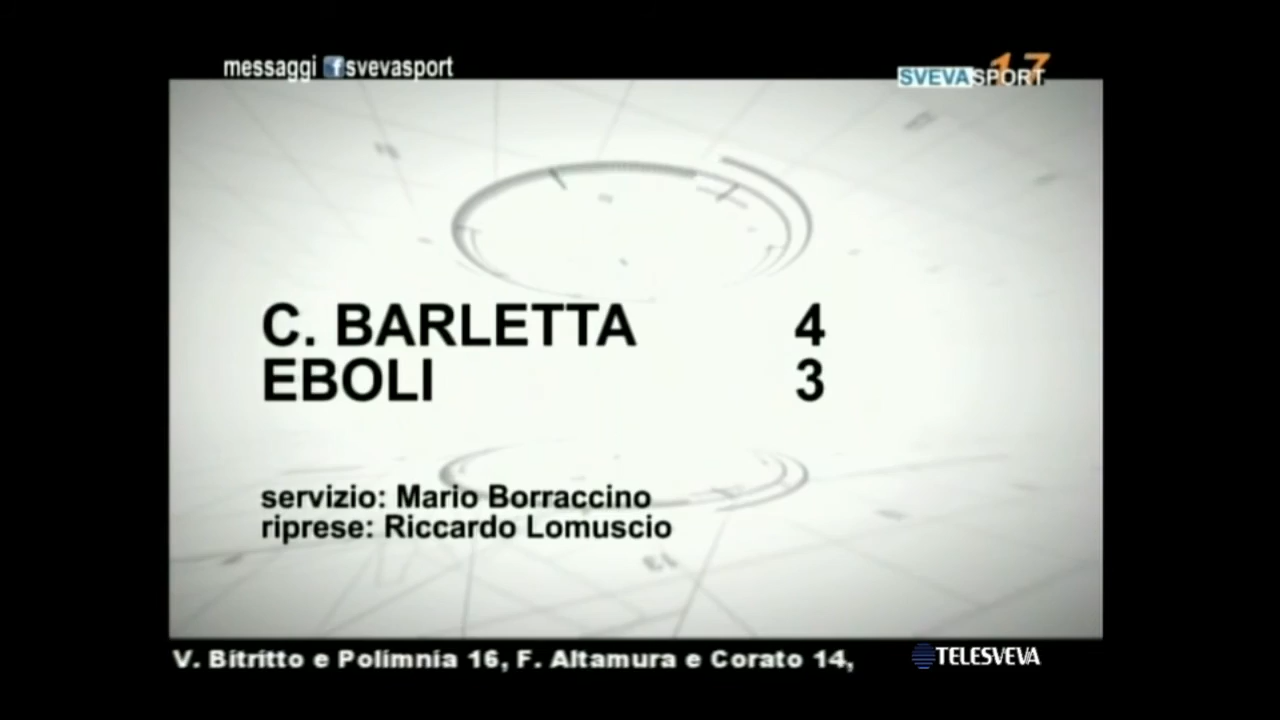 messaggi svevasport
17
SVEVASPORT
C. BARLETTA 4
EBOLI 3
servizio: Mario Borraccino
riprese: Riccardo Lomuscio
V. Bitritto e Polimnia 16, F. Altamura e Corato 14,
TELESVEVA